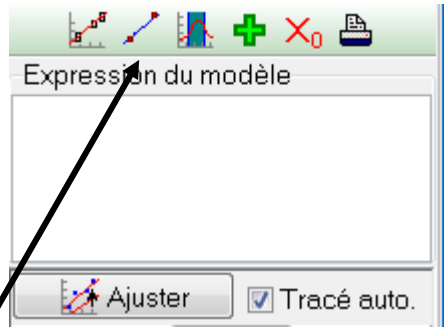 X₀
Expression du modèle
Ajuster Tracé auto.